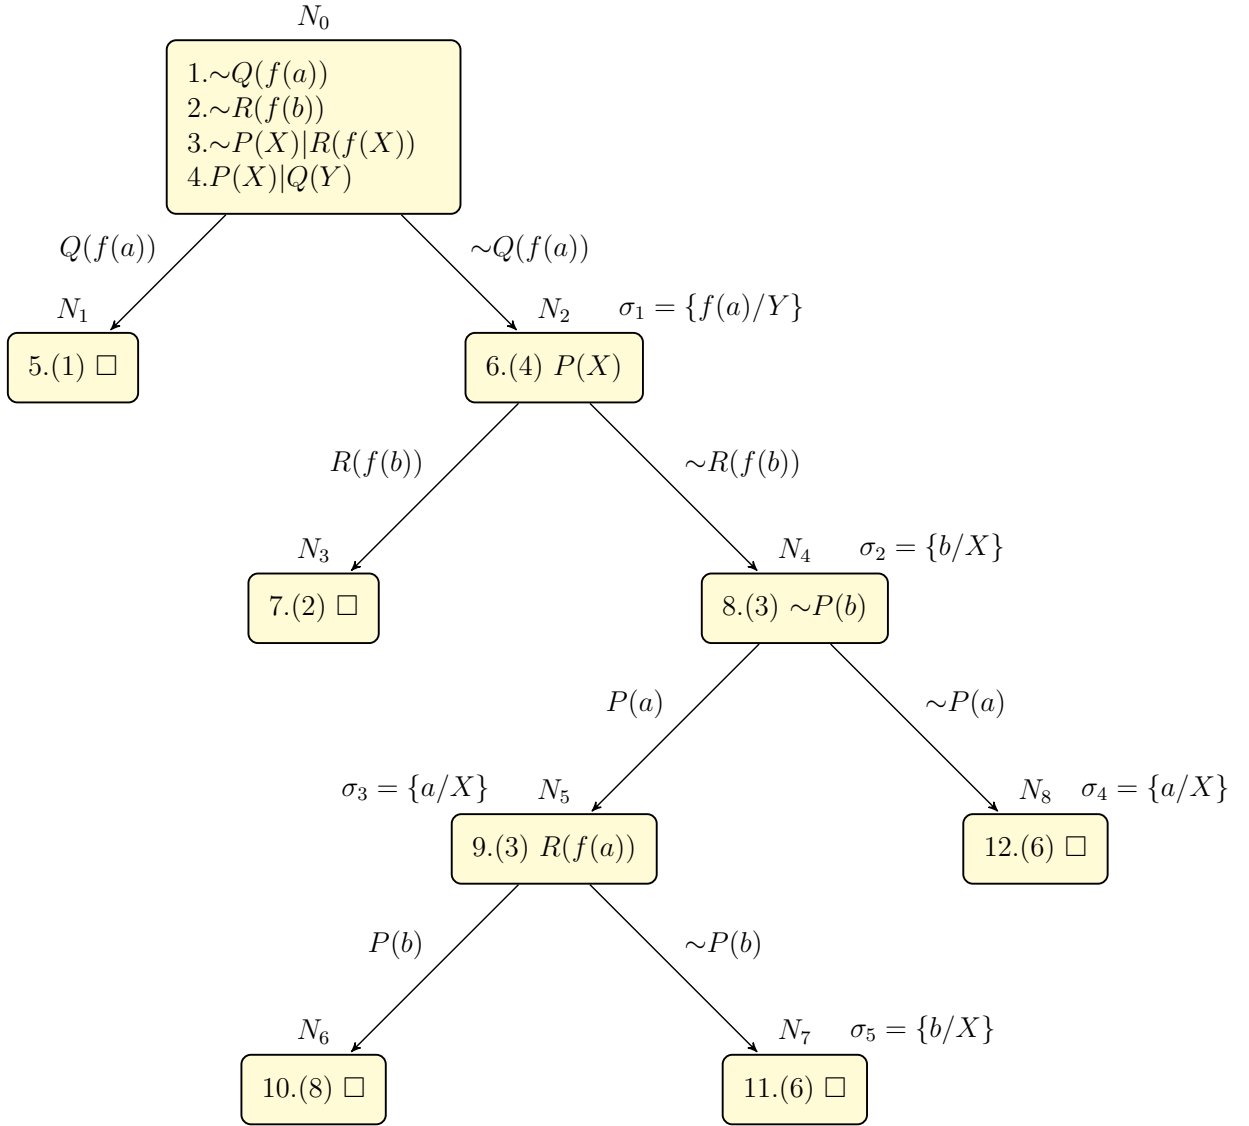 N₀
1.∼Q(f(a))
2.∼R(f(b))
3.∼P(X)|R(f(X))
4.P(X)|Q(Y)
Q(f(a))
∼Q(f(a))
N₁
N₂
σ₁ = {f(a)/Y}
5.(1) □
6.(4) P(X)
R(f(b))
∼R(f(b))
N₃
N₄
σ₂ = {b/X}
7.(2) □
8.(3) ∼P(b)
P(a)
∼P(a)
σ₃ = {a/X}
N₅
N₈
σ₄ = {a/X}
9.(3) R(f(a))
12.(6) □
P(b)
∼P(b)
N₆
N₇
σ₅ = {b/X}
10.(8) □
11.(6) □